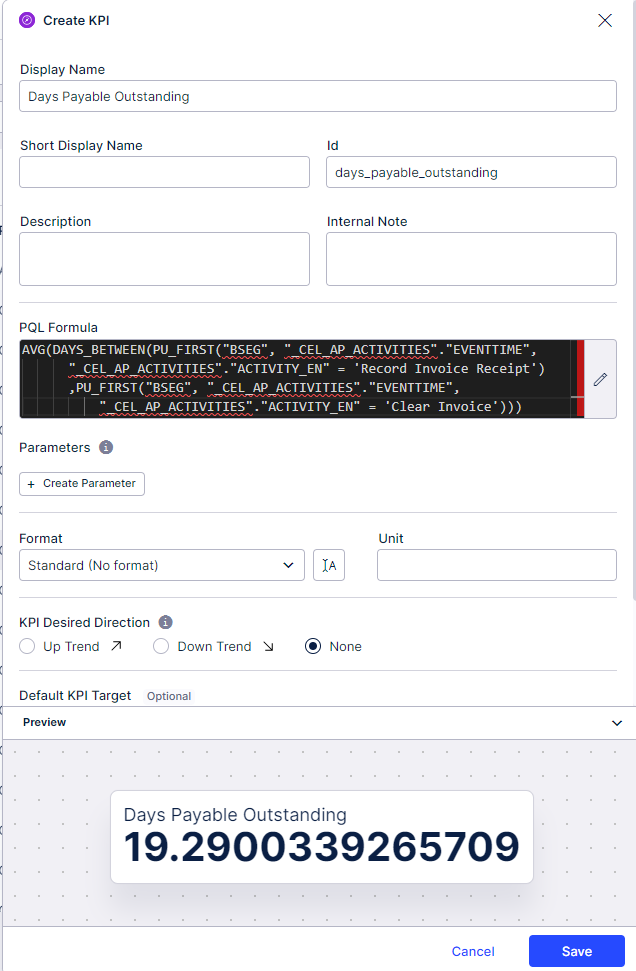 Create KPI
Display Name
Days Payable Outstanding
Short Display Name
Id
days_payable_outstanding
Description
Internal Note
PQL Formula
AVG(DAYS_BETWEEN(PU_FIRST("BSEG", "_CEL_AP_ACTIVITIES"."EVENTTIME",
"_CEL_AP_ACTIVITIES"."ACTIVITY_EN" = 'Record Invoice Receipt')
,PU_FIRST("BSEG", "_CEL_AP_ACTIVITIES"."EVENTTIME",
"_CEL_AP_ACTIVITIES"."ACTIVITY_EN" = 'Clear Invoice')))
Parameters
+ Create Parameter
Format
Unit
Standard (No format)
A
KPI Desired Direction
Up Trend
Down Trend
None
Default KPI Target Optional
Preview
Days Payable Outstanding
19.2900339265709
Cancel
Save